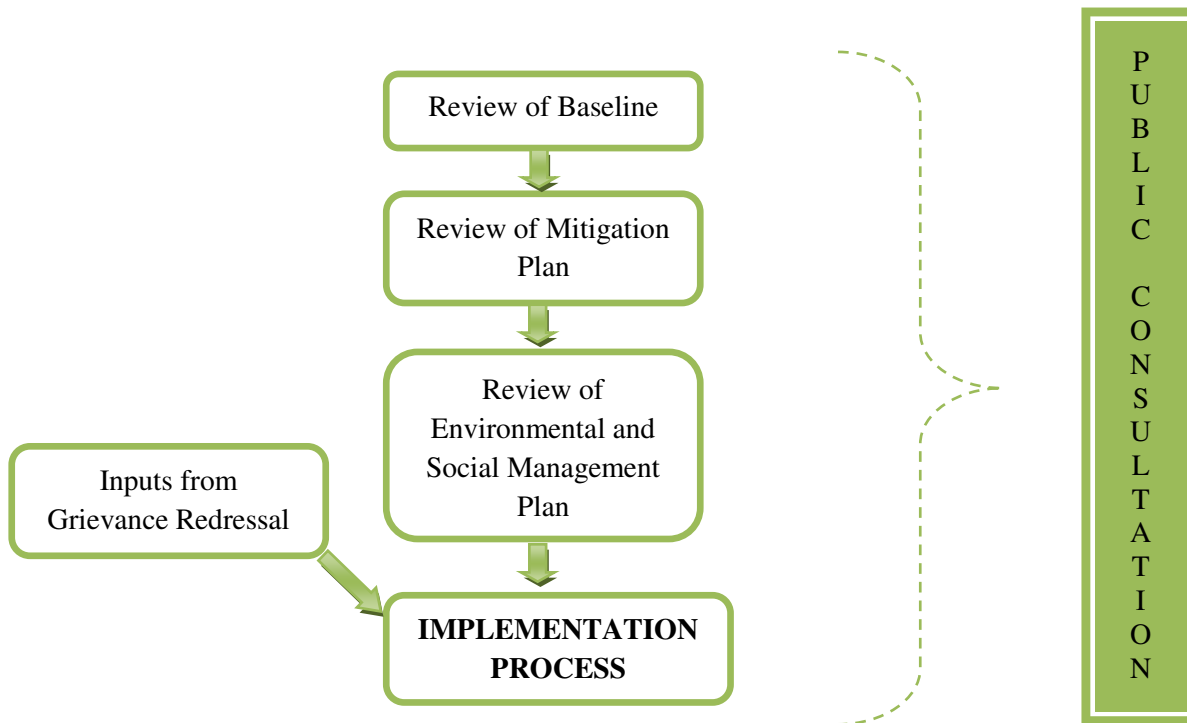 Review of Baseline
Review of Mitigation
Plan
Review of
Environmental and
Social Management
Plan
Inputs from
Grievance Redressal
IMPLEMENTATION
PROCESS
P
U
B
L
I
C
C
O
N
S
U
L
T
A
T
I
O
N